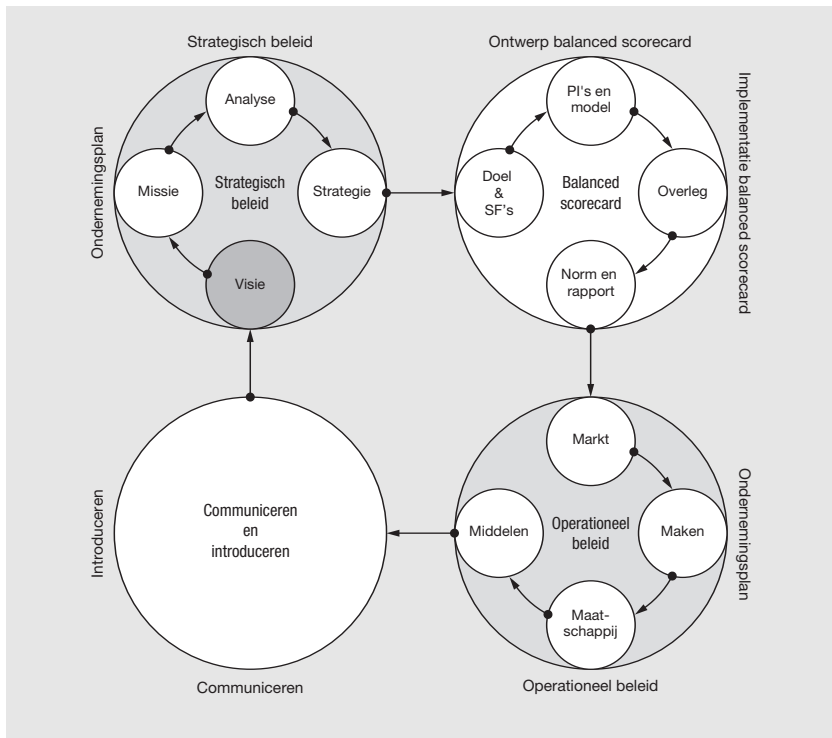 Strategisch beleid
Ontwerp balanced scorecard
Ondernemingsplan
Analyse
Missie
Strategisch
beleid
Strategie
Visie
PI's en
model
Doel
&
SF's
Balanced
scorecard
Overleg
Norm en
rapport
Implementatie balanced scorecard
Introduceren
Communiceren
en
introduceren
Communiceren
Markt
Middelen
Operationeel
beleid
Maken
Maat-
schappij
Ondernemingsplan
Operationeel beleid